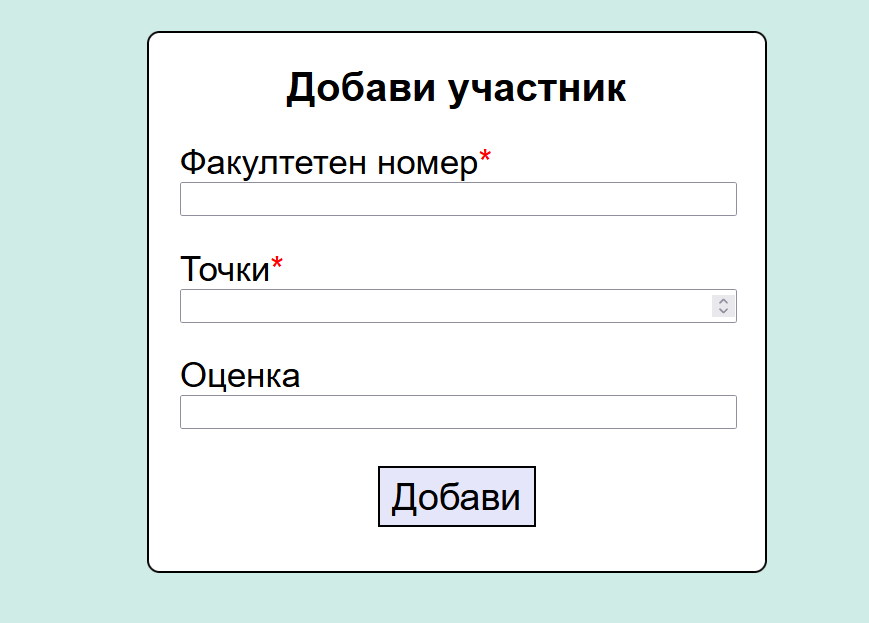 Добави участник
Факултетен номер*
Точки*
Оценка
Добави